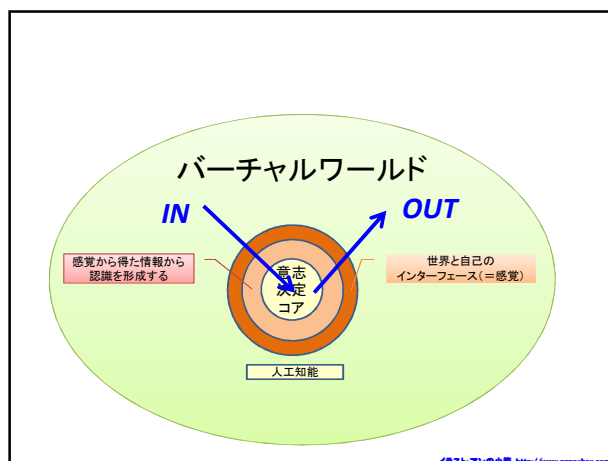 バーチャルワールド
IN
OUT
感覚から得た情報から
認識を形成する
意志
決定
コア
世界と自己の
インターフェース(=感覚)
人工知能